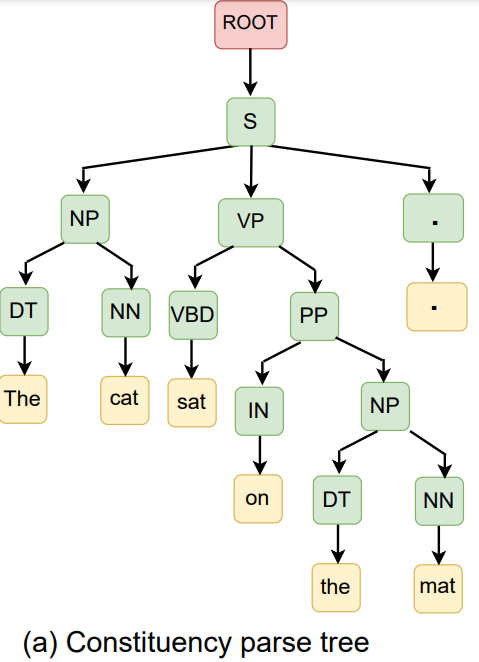 ROOT
S
NP VP .
DT NN VBD PP .
The cat sat IN NP
on DT NN
the mat
(a) Constituency parse tree